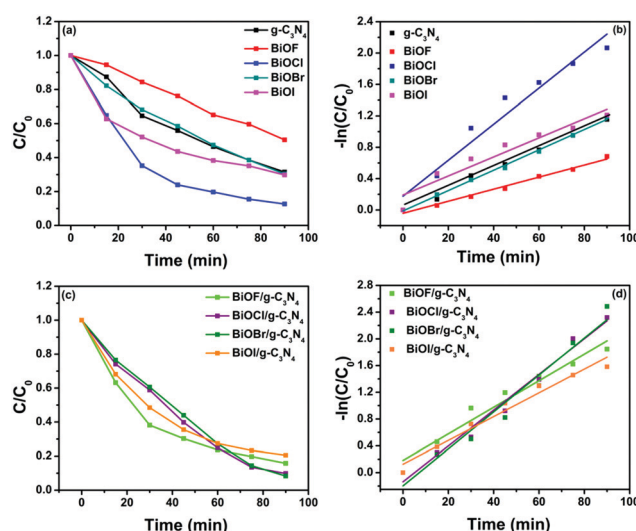 (a)
g-C₃N₄
BiOF
BiOCl
BiOBr
BiOI
C/C₀
1.2
1.0
0.8
0.6
0.4
0.2
0.0
0 20 40 60 80 100
Time (min)
(b)
g-C₃N₄
BiOF
BiOCl
BiOBr
BiOI
-ln(C/C₀)
2.4
1.8
1.2
0.6
0.0
0 20 40 60 80 100
Time (min)
(c)
BiOF/g-C₃N₄
BiOCl/g-C₃N₄
BiOBr/g-C₃N₄
BiOI/g-C₃N₄
C/C₀
1.2
1.0
0.8
0.6
0.4
0.2
0.0
0 20 40 60 80 100
Time (min)
(d)
BiOF/g-C₃N₄
BiOCl/g-C₃N₄
BiOBr/g-C₃N₄
BiOI/g-C₃N₄
-ln(C/C₀)
2.8
2.4
2.0
1.6
1.2
0.8
0.4
0.0
0 20 40 60 80 100
Time (min)